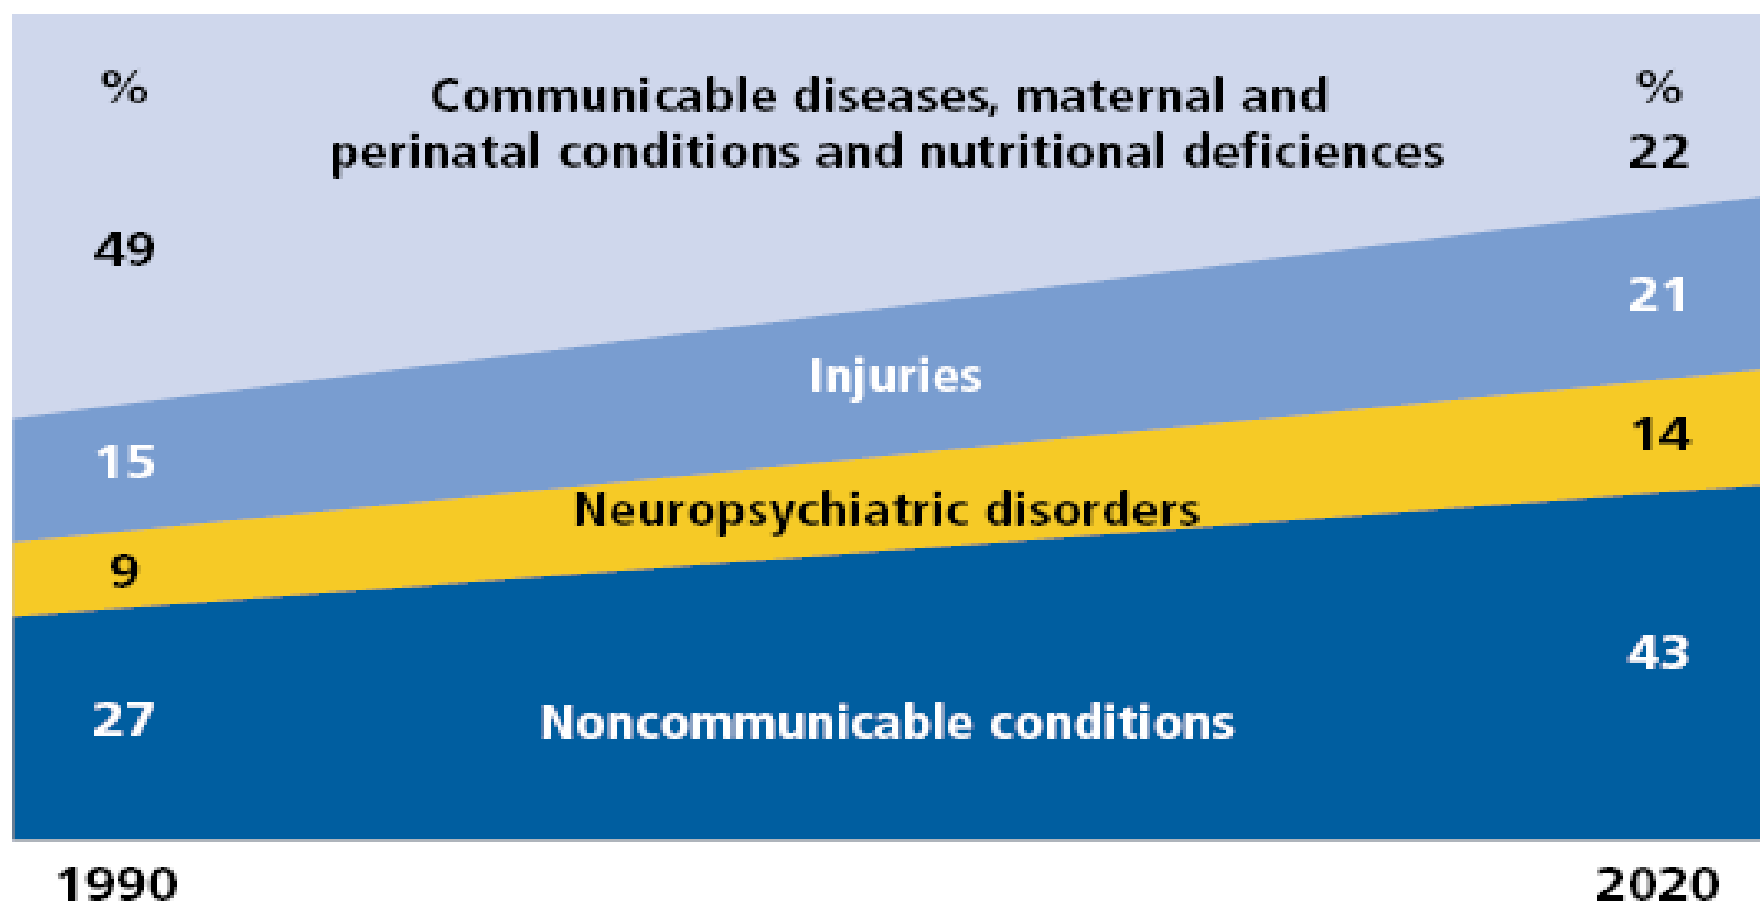 %
Communicable diseases, maternal and
perinatal conditions and nutritional deficiences
%
22
49
21
Injuries
15
14
Neuropsychiatric disorders
9
43
27
Noncommunicable conditions
1990
2020